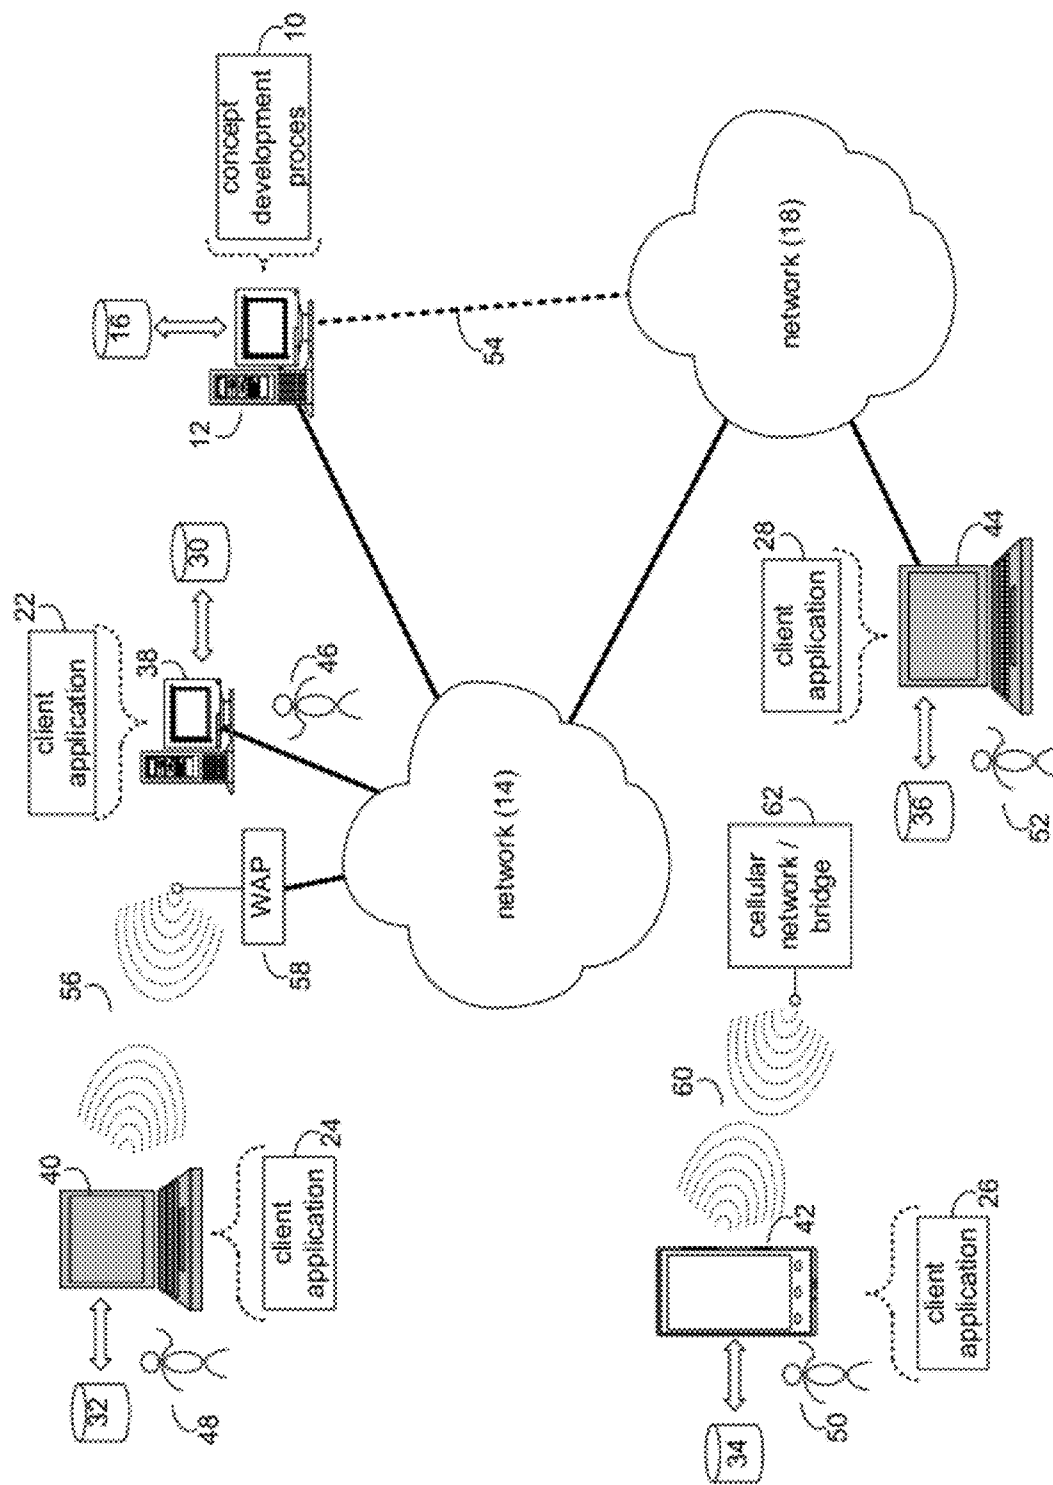 22
client
application
40
56
32
16
38
30
12
48
concept
development
proces
10
WAP
58
client
application
24
46
54
network (14)
60
34
cellular
network /
bridge
62
28
client
application
network (18)
42
50
36
client
application
26
44
52